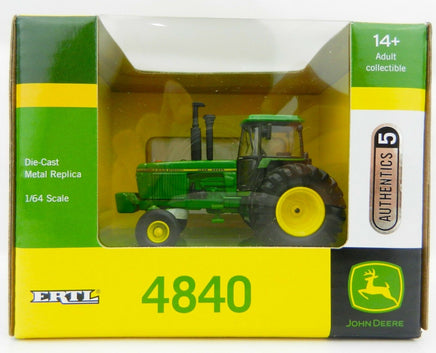 14+
Adult
collectible
Die-Cast
Metal Replica
1/64 Scale
AUTHENTICS 5
ERTL
4840
JOHN DEERE